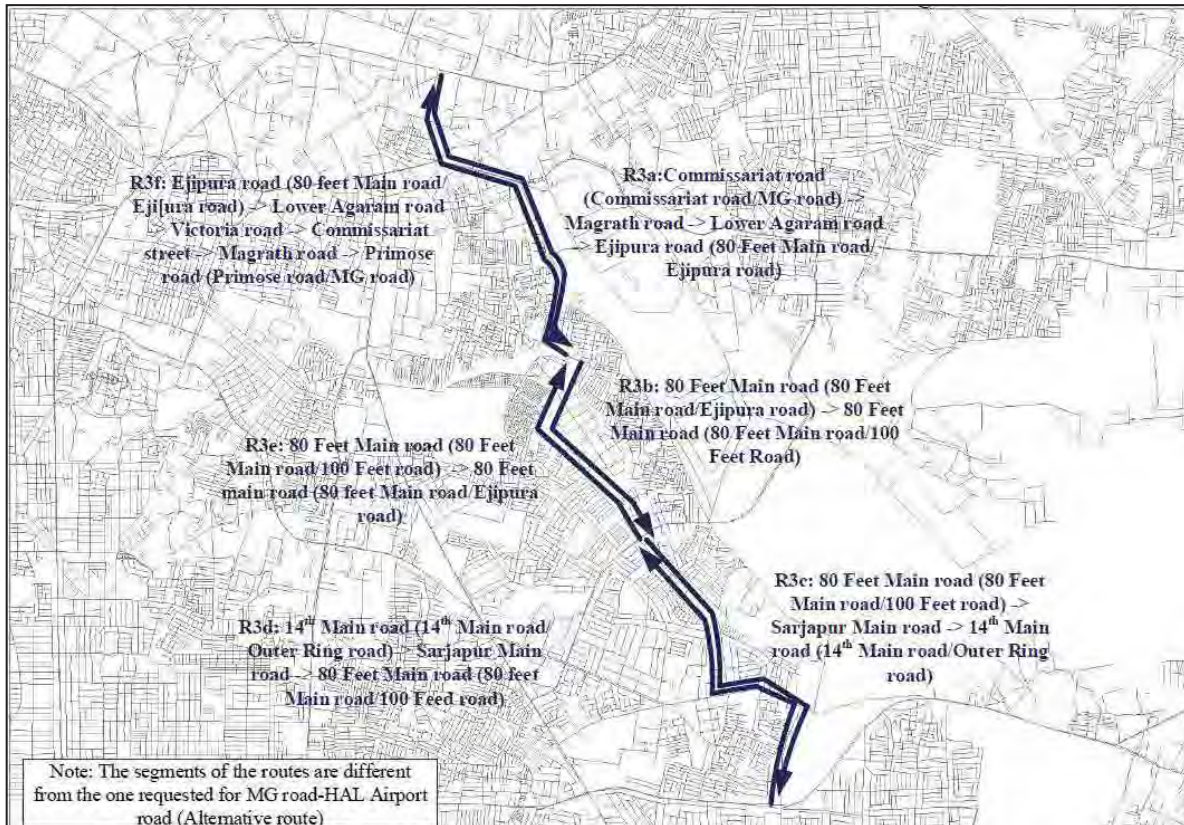 R3f: Ejipura road (80 feet Main road/
Eji[ura road) -> Lower Agaram road
-> Victoria road -> Commissariat
street -> Magrath road -> Primose
road (Primose road/MG road)
R3a:Commissariat road
(Commissariat road/MG road) ->
Magrath road -> Lower Agaram road
-> Ejipura road (80 Feet Main road/
Ejipura road)
R3b: 80 Feet Main road (80 Feet
Main road/Ejipura road) -> 80 Feet
Main road (80 Feet Main road/100
Feet Road)
R3e: 80 Feet Main road (80 Feet
Main road/100 Feet road) -> 80 Feet
main road (80 feet Main road/Ejipura
road)
R3c: 80 Feet Main road (80 Feet
Main road/100 Feet road) ->
Sarjapur Main road -> 14th Main
road (14th Main road/Outer Ring
road)
R3d: 14th Main road (14th Main road/
Outer Ring road) -> Sarjapur Main
road -> 80 Feet Main road (80 feet
Main road/100 Feed road)
Note: The segments of the routes are different
from the one requested for MG road-HAL Airport
road (Alternative route)